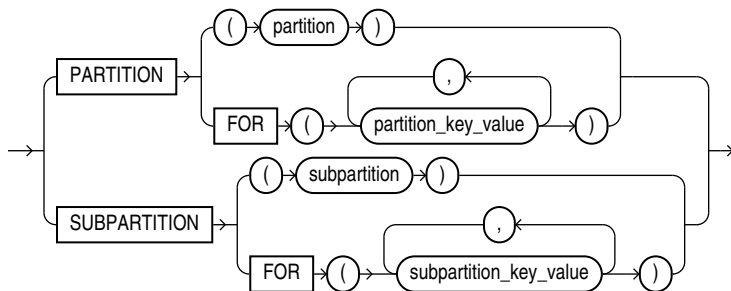 ( partition )
PARTITION
,
FOR ( partition_key_value )
( subpartition )
SUBPARTITION
,
FOR ( subpartition_key_value )